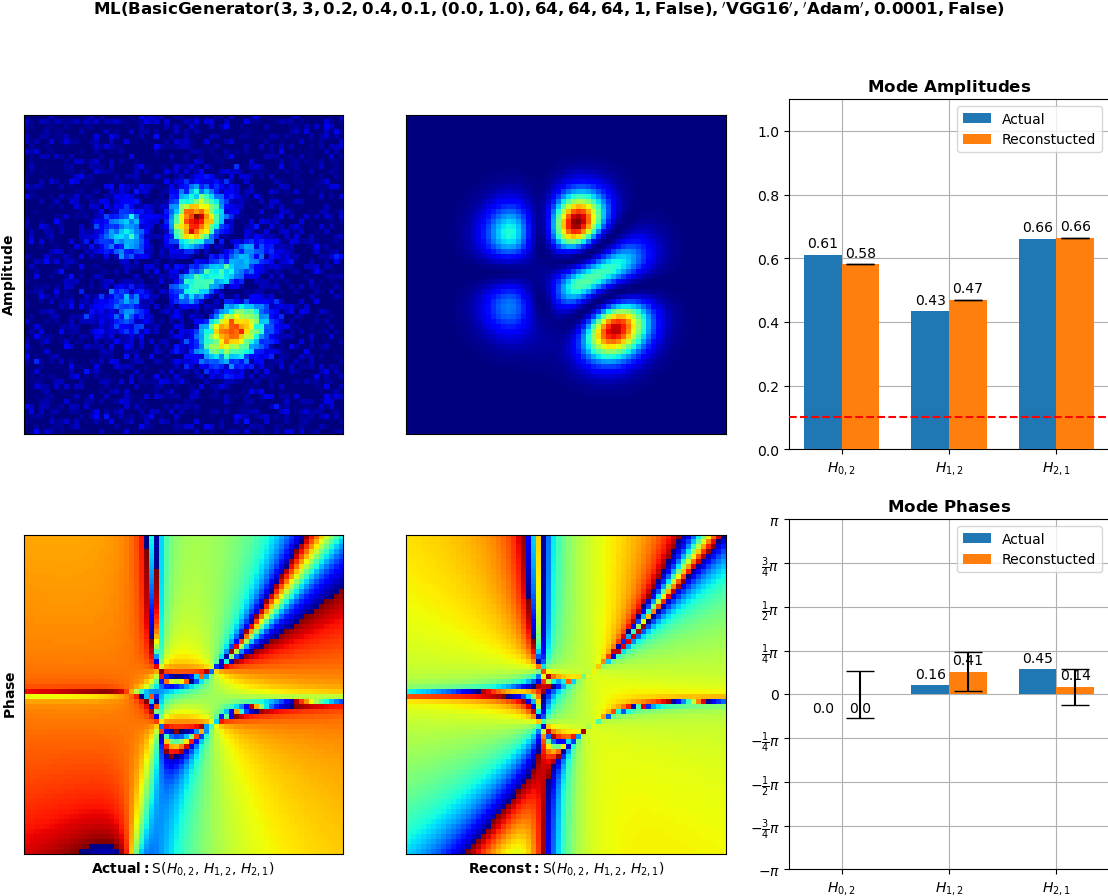 ML(BasicGenerator(3, 3, 0.2, 0.4, 0.1, (0.0, 1.0), 64, 64, 64, 1, False), ′VGG16′, ′Adam′, 0.0001, False)
Amplitude
Mode Amplitudes
Actual
Reconstucted
1.0
0.8
0.6
0.4
0.2
0.0
0.61
0.58
0.43
0.47
0.66
0.66
H0,2
H1,2
H2,1
Phase
Actual: S(H0,2, H1,2, H2,1)
Reconst: S(H0,2, H1,2, H2,1)
Mode Phases
Actual
Reconstucted
π
3/4π
1/2π
1/4π
0
−1/4π
−1/2π
−3/4π
−π
0.0
0.0
0.16
0.41
0.45
0.14
H0,2
H1,2
H2,1